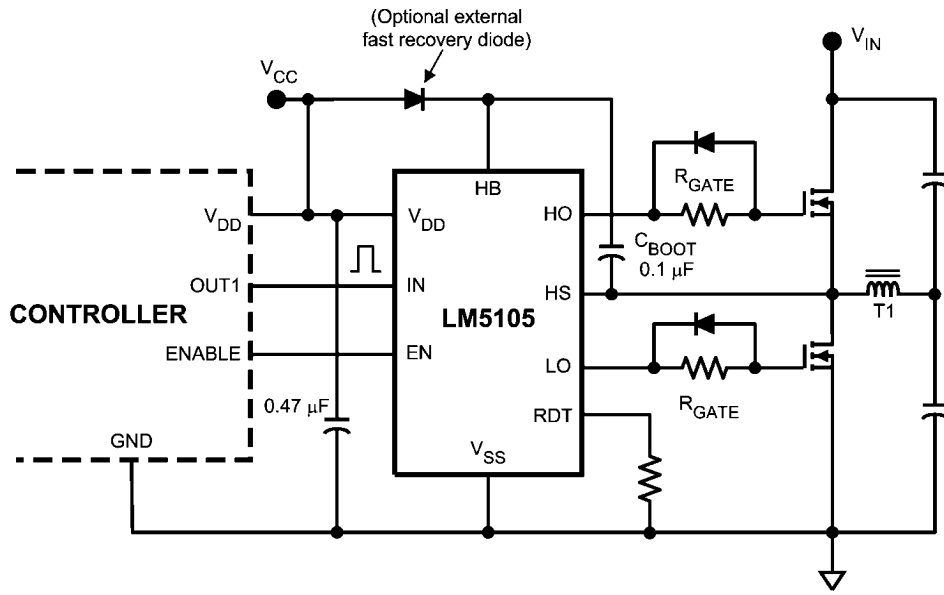 (Optional external
fast recovery diode)
VCC
VIN
HB
RGATE
VDD
VDD
HO
CBOOT
0.1 µF
OUT1
IN
HS
CONTROLLER
LM5105
T1
ENABLE
EN
LO
0.47 µF
RGATE
RDT
GND
VSS